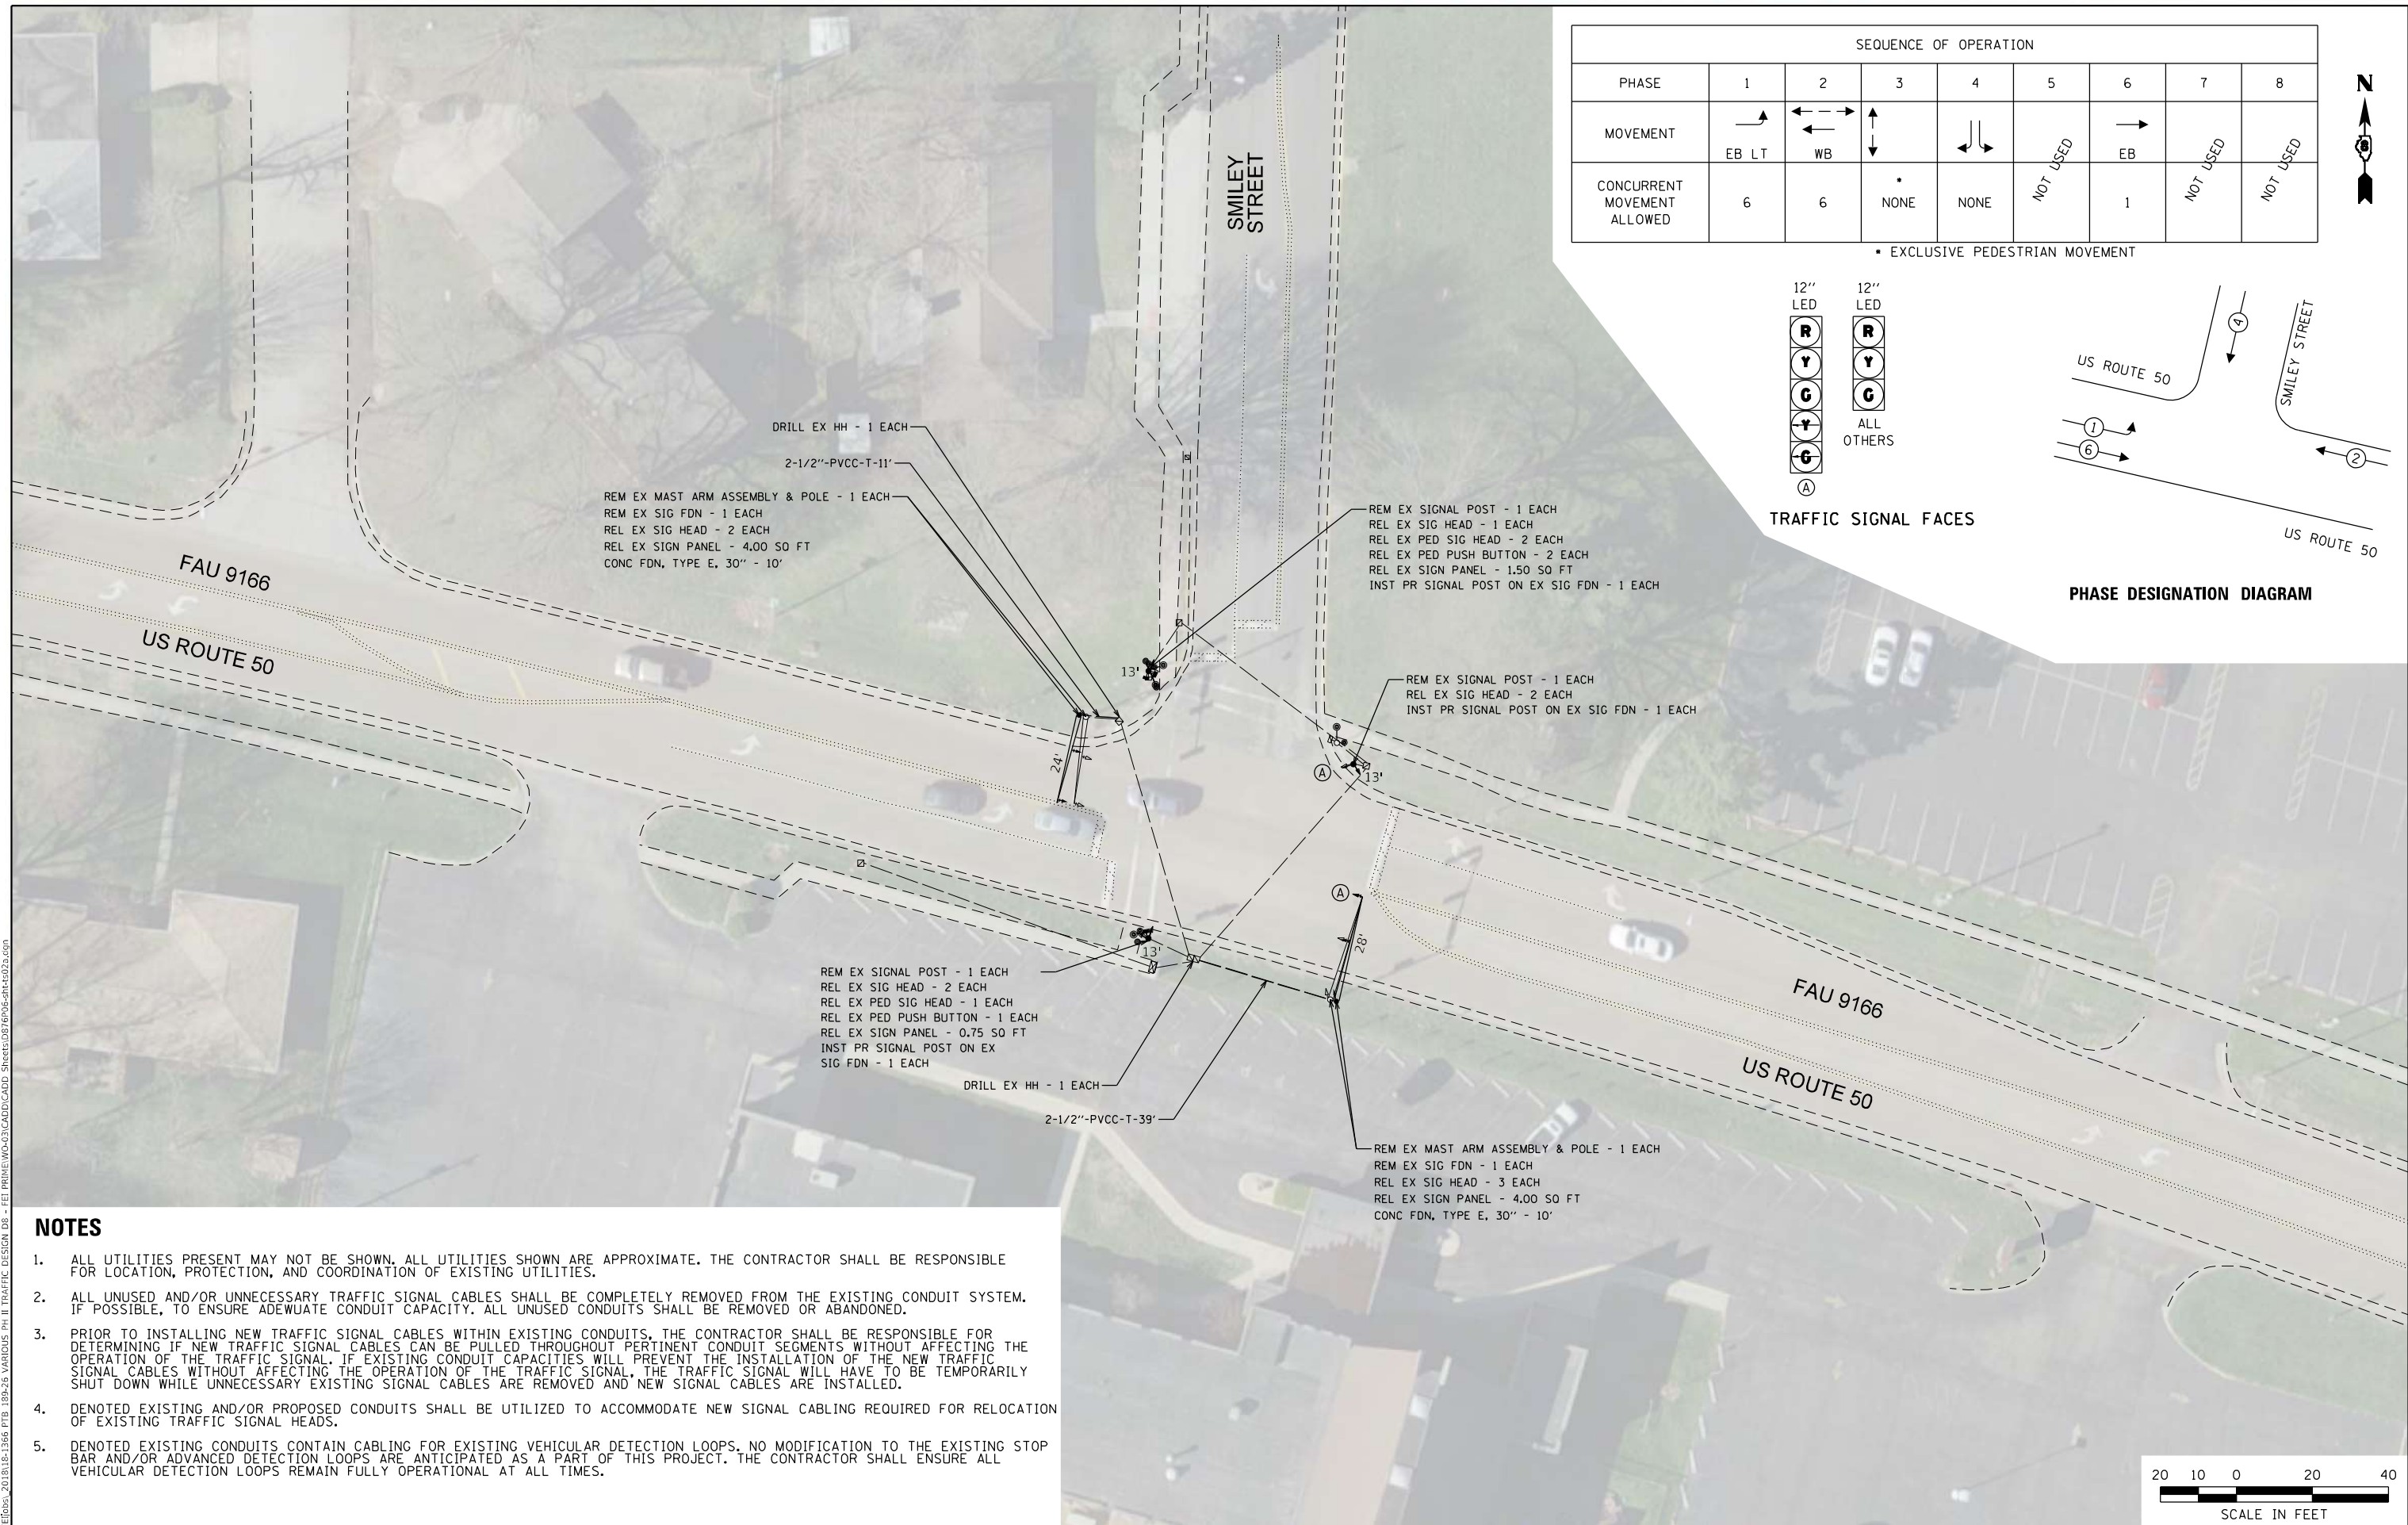 SEQUENCE OF OPERATION
PHASE 1 2 3 4 5 6 7 8
MOVEMENT EB LT WB NOT USED EB NOT USED NOT USED
CONCURRENT
MOVEMENT
ALLOWED
6 6 * NONE NONE 1
* EXCLUSIVE PEDESTRIAN MOVEMENT
N
12'' LED
R
Y
G
Y
G
A
12'' LED
R
Y
G
ALL
OTHERS
TRAFFIC SIGNAL FACES
US ROUTE 50
SMILEY STREET
4
1
6
2
US ROUTE 50
PHASE DESIGNATION DIAGRAM
SMILEY
STREET
DRILL EX HH - 1 EACH
2-1/2''-PVCC-T-11'
REM EX MAST ARM ASSEMBLY & POLE - 1 EACH
REM EX SIG FDN - 1 EACH
REL EX SIG HEAD - 2 EACH
REL EX SIGN PANEL - 4.00 SQ FT
CONC FDN, TYPE E, 30'' - 10'
REM EX SIGNAL POST - 1 EACH
REL EX SIG HEAD - 1 EACH
REL EX PED SIG HEAD - 2 EACH
REL EX PED PUSH BUTTON - 2 EACH
REL EX SIGN PANEL - 1.50 SQ FT
INST PR SIGNAL POST ON EX SIG FDN - 1 EACH
FAU 9166
US ROUTE 50
13'
REM EX SIGNAL POST - 1 EACH
REL EX SIG HEAD - 2 EACH
INST PR SIGNAL POST ON EX SIG FDN - 1 EACH
24'
A
13'
A
28'
13'
REM EX SIGNAL POST - 1 EACH
REL EX SIG HEAD - 2 EACH
REL EX PED SIG HEAD - 1 EACH
REL EX PED PUSH BUTTON - 1 EACH
REL EX SIGN PANEL - 0.75 SQ FT
INST PR SIGNAL POST ON EX
SIG FDN - 1 EACH
DRILL EX HH - 1 EACH
2-1/2''-PVCC-T-39'
FAU 9166
US ROUTE 50
REM EX MAST ARM ASSEMBLY & POLE - 1 EACH
REM EX SIG FDN - 1 EACH
REL EX SIG HEAD - 3 EACH
REL EX SIGN PANEL - 4.00 SQ FT
CONC FDN, TYPE E, 30'' - 10'
NOTES
1. ALL UTILITIES PRESENT MAY NOT BE SHOWN. ALL UTILITIES SHOWN ARE APPROXIMATE. THE CONTRACTOR SHALL BE RESPONSIBLE
FOR LOCATION, PROTECTION, AND COORDINATION OF EXISTING UTILITIES.
2. ALL UNUSED AND/OR UNNECESSARY TRAFFIC SIGNAL CABLES SHALL BE COMPLETELY REMOVED FROM THE EXISTING CONDUIT SYSTEM.
IF POSSIBLE, TO ENSURE ADEWUATE CONDUIT CAPACITY. ALL UNUSED CONDUITS SHALL BE REMOVED OR ABANDONED.
3. PRIOR TO INSTALLING NEW TRAFFIC SIGNAL CABLES WITHIN EXISTING CONDUITS, THE CONTRACTOR SHALL BE RESPONSIBLE FOR
DETERMINING IF NEW TRAFFIC SIGNAL CABLES CAN BE PULLED THROUGHOUT PERTINENT CONDUIT SEGMENTS WITHOUT AFFECTING THE
OPERATION OF THE TRAFFIC SIGNAL. IF EXISTING CONDUIT CAPACITIES WILL PREVENT THE INSTALLATION OF THE NEW TRAFFIC
SIGNAL CABLES WITHOUT AFFECTING THE OPERATION OF THE TRAFFIC SIGNAL, THE TRAFFIC SIGNAL WILL HAVE TO BE TEMPORARILY
SHUT DOWN WHILE UNNECESSARY EXISTING SIGNAL CABLES ARE REMOVED AND NEW SIGNAL CABLES ARE INSTALLED.
4. DENOTED EXISTING AND/OR PROPOSED CONDUITS SHALL BE UTILIZED TO ACCOMMODATE NEW SIGNAL CABLING REQUIRED FOR RELOCATION
OF EXISTING TRAFFIC SIGNAL HEADS.
5. DENOTED EXISTING CONDUITS CONTAIN CABLING FOR EXISTING VEHICULAR DETECTION LOOPS. NO MODIFICATION TO THE EXISTING STOP
BAR AND/OR ADVANCED DETECTION LOOPS ARE ANTICIPATED AS A PART OF THIS PROJECT. THE CONTRACTOR SHALL ENSURE ALL
VEHICULAR DETECTION LOOPS REMAIN FULLY OPERATIONAL AT ALL TIMES.
20 10 0 20 40
SCALE IN FEET